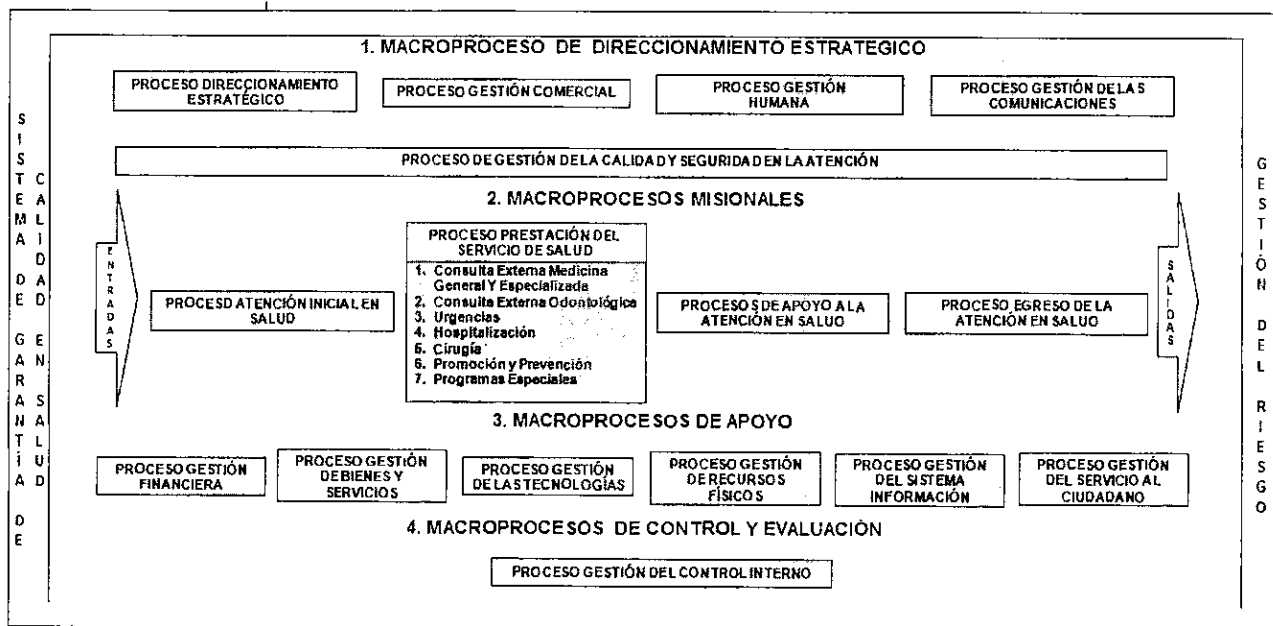 1. MACROPROCESO DE DIRECCIONAMIENTO ESTRATEGICO
PROCESO DIRECCIONAMIENTO
ESTRATÉGICO
PROCESO GESTIÓN COMERCIAL
PROCESO GESTIÓN
HUMANA
PROCESO GESTIÓN DE LAS
COMUNICACIONES
PROCESO DE GESTIÓN DE LA CALIDAD Y SEGURIDAD EN LA ATENCIÓN
SISTEMA DE GARANTÍA DE
CALIDAD EN SALUD
2. MACROPROCESOS MISIONALES
ENTRADAS
PROCESO ATENCIÓN INICIAL EN
SALUD
PROCESO PRESTACIÓN DEL
SERVICIO DE SALUD
1. Consulta Externa Medicina
General Y Especializada
2. Consulta Externa Odontológica
3. Urgencias
4. Hospitalización
5. Cirugía
6. Promoción y Prevención
7. Programas Especiales
PROCESOS DE APOYO A LA
ATENCIÓN EN SALUD
PROCESO EGRESO DE LA
ATENCIÓN EN SALUD
SALIDAS
GESTIÓN DEL RIESGO
3. MACROPROCESOS DE APOYO
PROCESO GESTIÓN
FINANCIERA
PROCESO GESTIÓN
DE BIENES Y
SERVICIOS
PROCESO GESTIÓN
DE LAS TECNOLOGÍAS
PROCESO GESTIÓN
DE RECURSOS
FÍSICOS
PROCESO GESTIÓN
DEL SISTEMA
INFORMACIÓN
PROCESO GESTIÓN
DEL SERVICIO AL
CIUDADANO
4. MACROPROCESOS DE CONTROL Y EVALUACIÓN
PROCESO GESTIÓN DEL CONTROL INTERNO